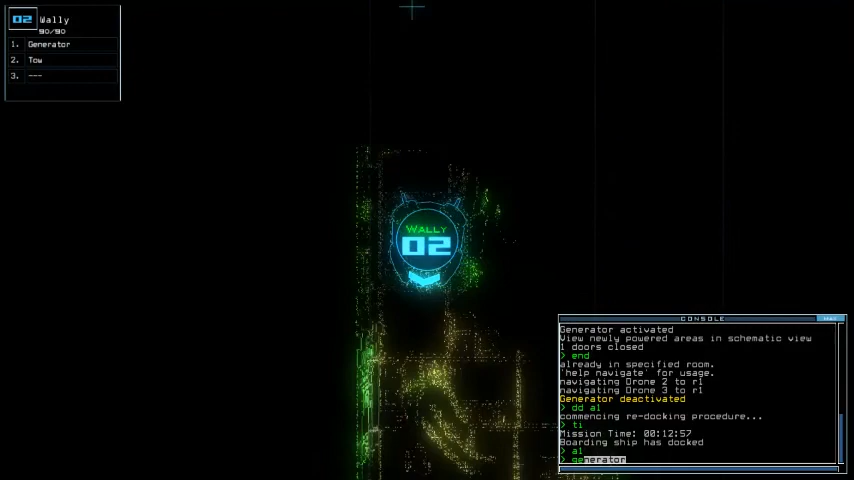 02 Wally
90/90
1. Generator
2. Tow
3. ---
WALLY
02
CONSOLE
Generator activated
View newly powered areas in schematic view
1 doors closed
> end
already in specified room.
'help navigate' for usage.
navigating Drone 2 to r1
navigating Drone 3 to r1
Generator deactivated
> dd a1
commencing re-docking procedure...
> ti
Mission Time: 00:12:57
Boarding ship has docked
> a1
> generator